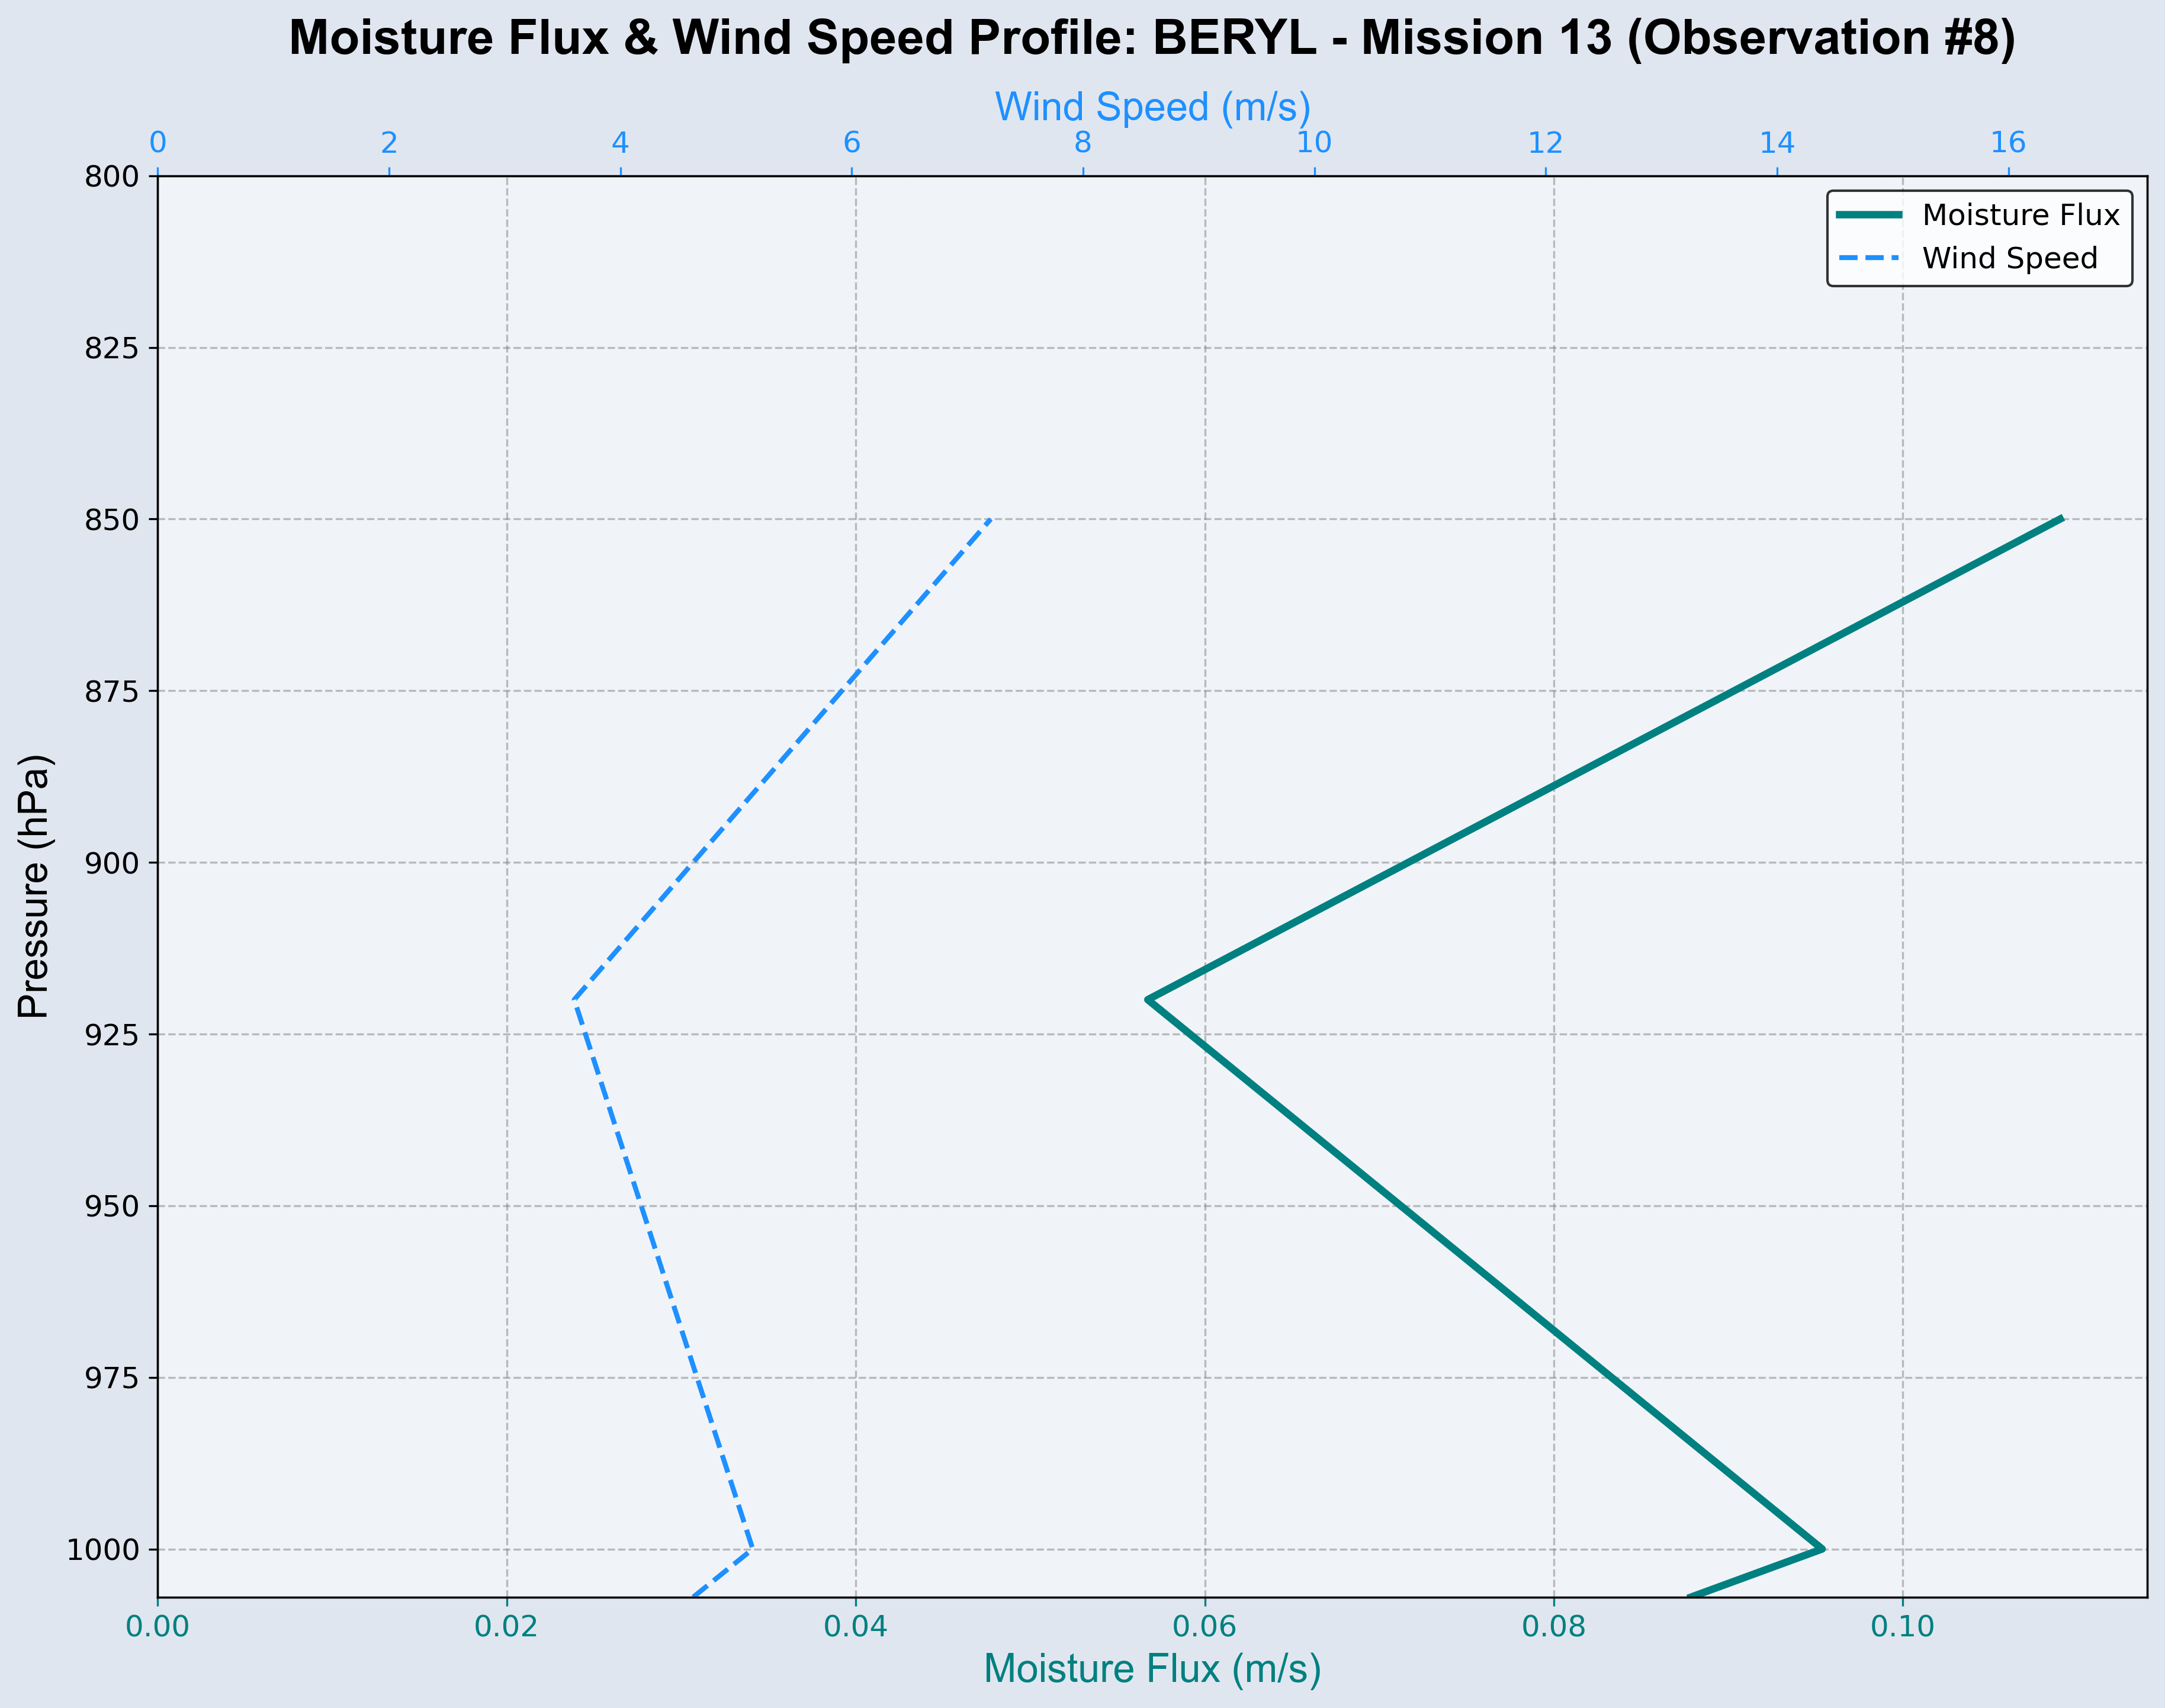 Moisture Flux & Wind Speed Profile: BERYL - Mission 13 (Observation #8)
Wind Speed (m/s)
0 2 4 6 8 10 12 14 16
Moisture Flux
Wind Speed
Pressure (hPa)
800
825
850
875
900
925
950
975
1000
0.00 0.02 0.04 0.06 0.08 0.10
Moisture Flux (m/s)